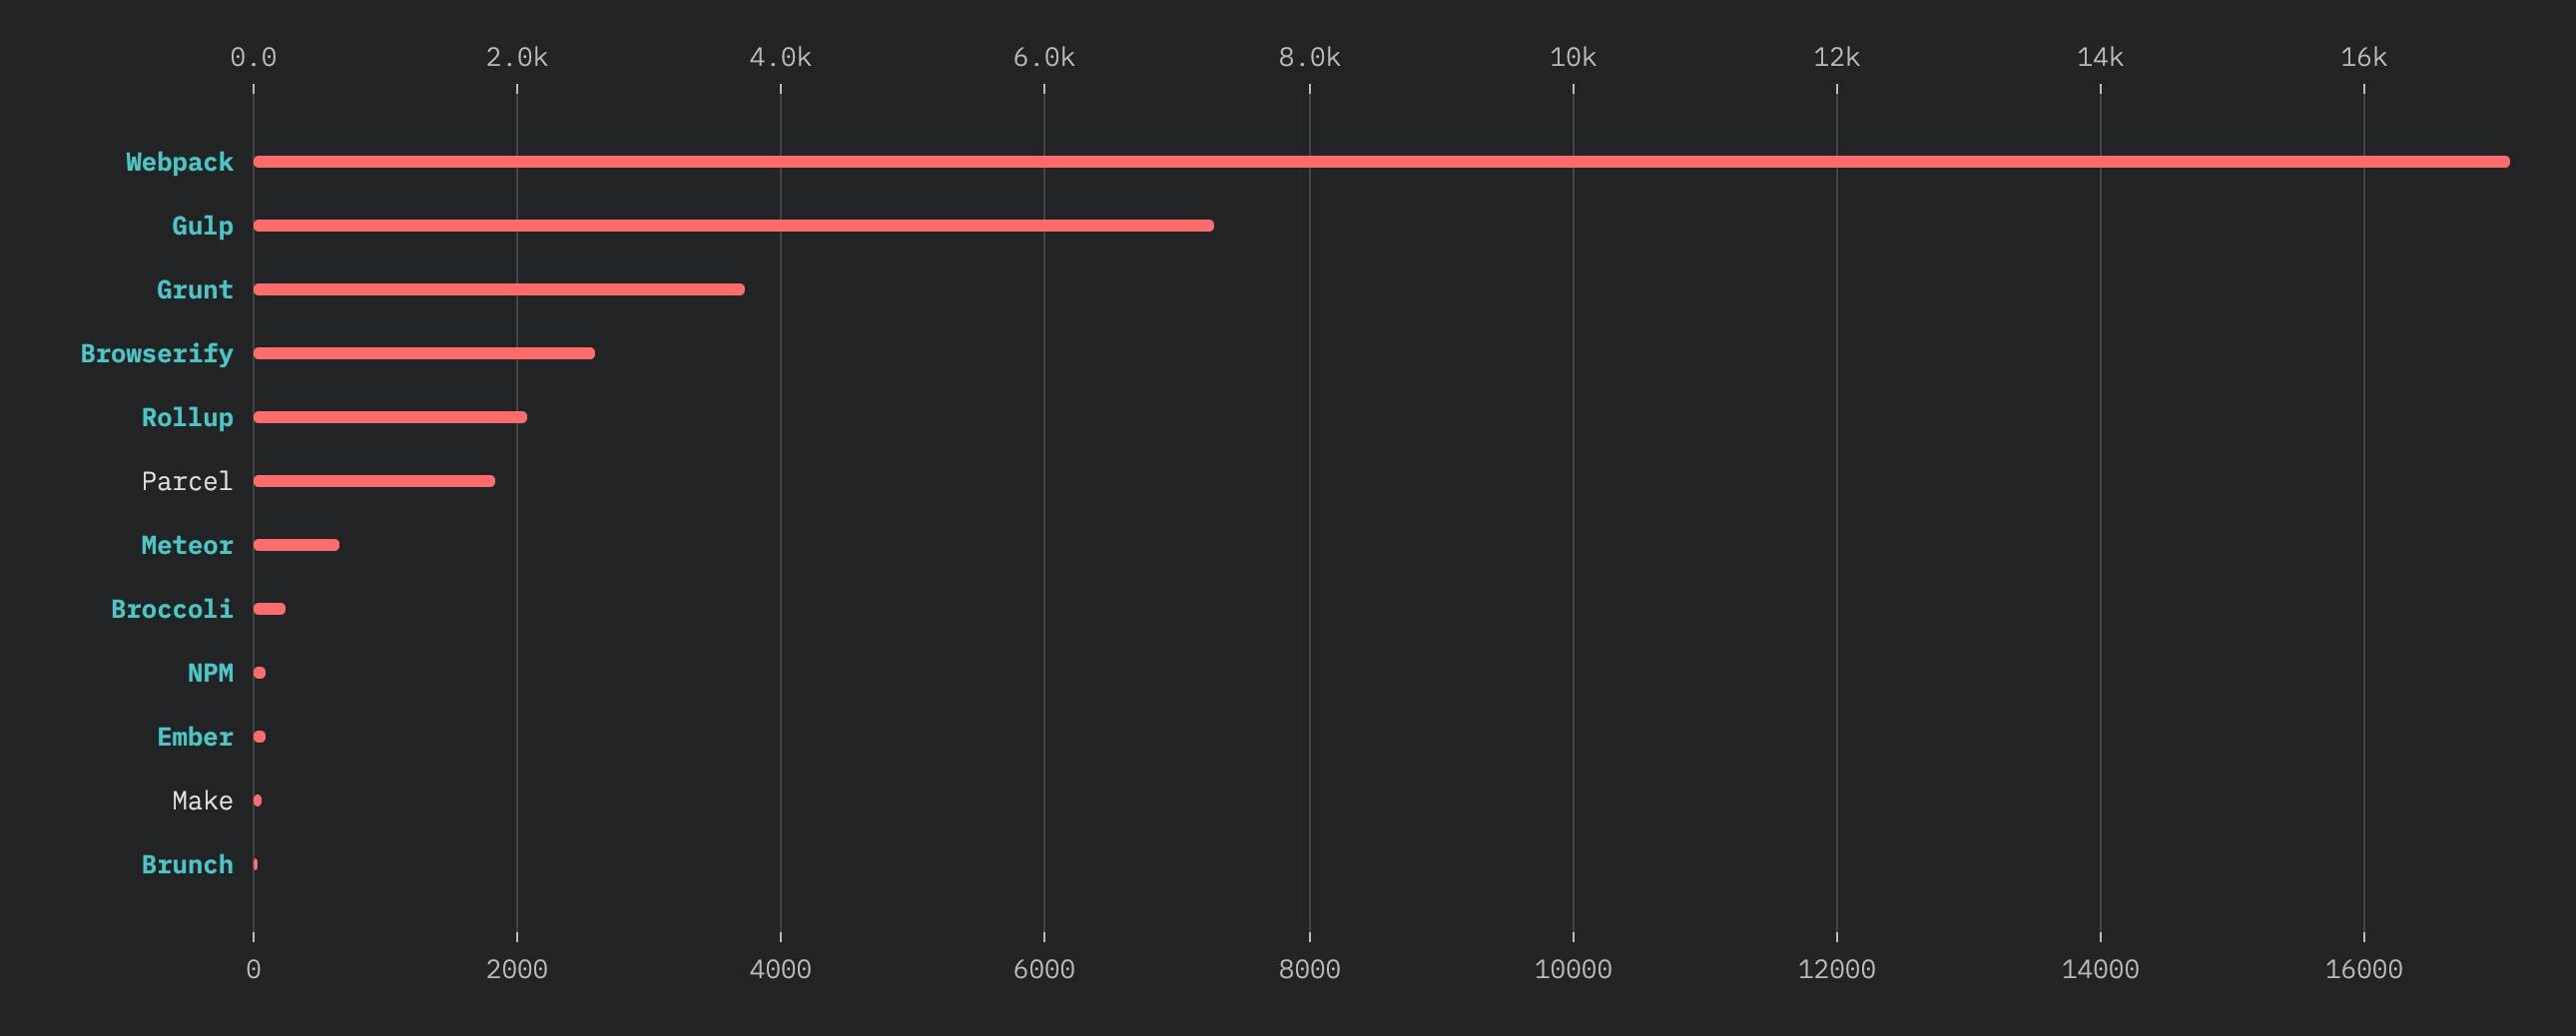 0.0 2.0k 4.0k 6.0k 8.0k 10k 12k 14k 16k
Webpack
Gulp
Grunt
Browserify
Rollup
Parcel
Meteor
Broccoli
NPM
Ember
Make
Brunch
0 2000 4000 6000 8000 10000 12000 14000 16000